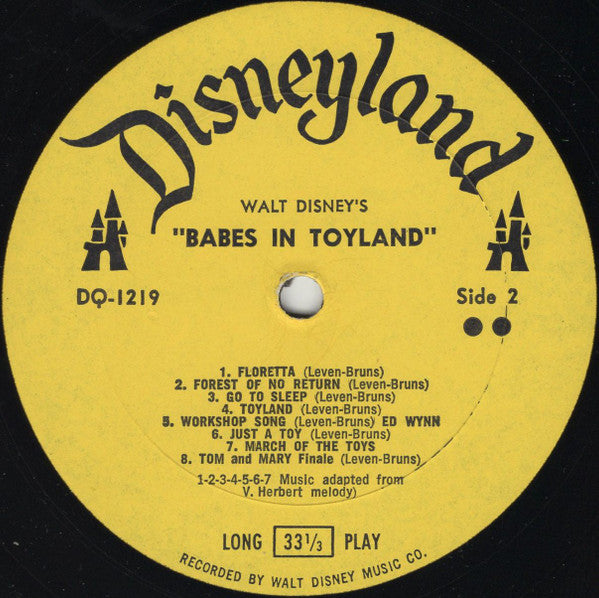 Disneyland
WALT DISNEY'S
"BABES IN TOYLAND"
DQ-1219
Side 2
1. FLORETTA (Leven-Bruns)
2. FOREST OF NO RETURN (Leven-Bruns)
3. GO TO SLEEP (Leven-Bruns)
4. TOYLAND (Leven-Bruns)
5. WORKSHOP SONG (Leven-Bruns) ED WYNN
6. JUST A TOY (Leven-Bruns)
7. MARCH OF THE TOYS
8. TOM and MARY Finale (Leven-Bruns)
1-2-3-4-5-6-7 Music adapted from
V. Herbert melody)
LONG 33⅓ PLAY
RECORDED BY WALT DISNEY MUSIC CO.